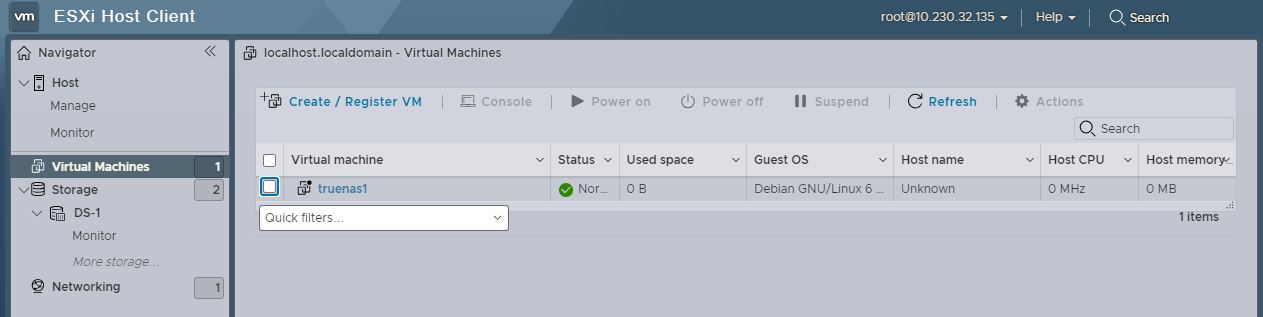 vm ESXi Host Client root@10.230.32.135 Help Search
Navigator
localhost.localdomain - Virtual Machines
Host
Manage
Monitor
Virtual Machines 1
Storage 2
DS-1
Monitor
More storage...
Networking 1
Create / Register VM Console Power on Power off Suspend Refresh Actions
Search
Virtual machine Status Used space Guest OS Host name Host CPU Host memory
truenas1 Nor... 0 B Debian GNU/Linux 6 ... Unknown 0 MHz 0 MB
Quick filters... 1 items